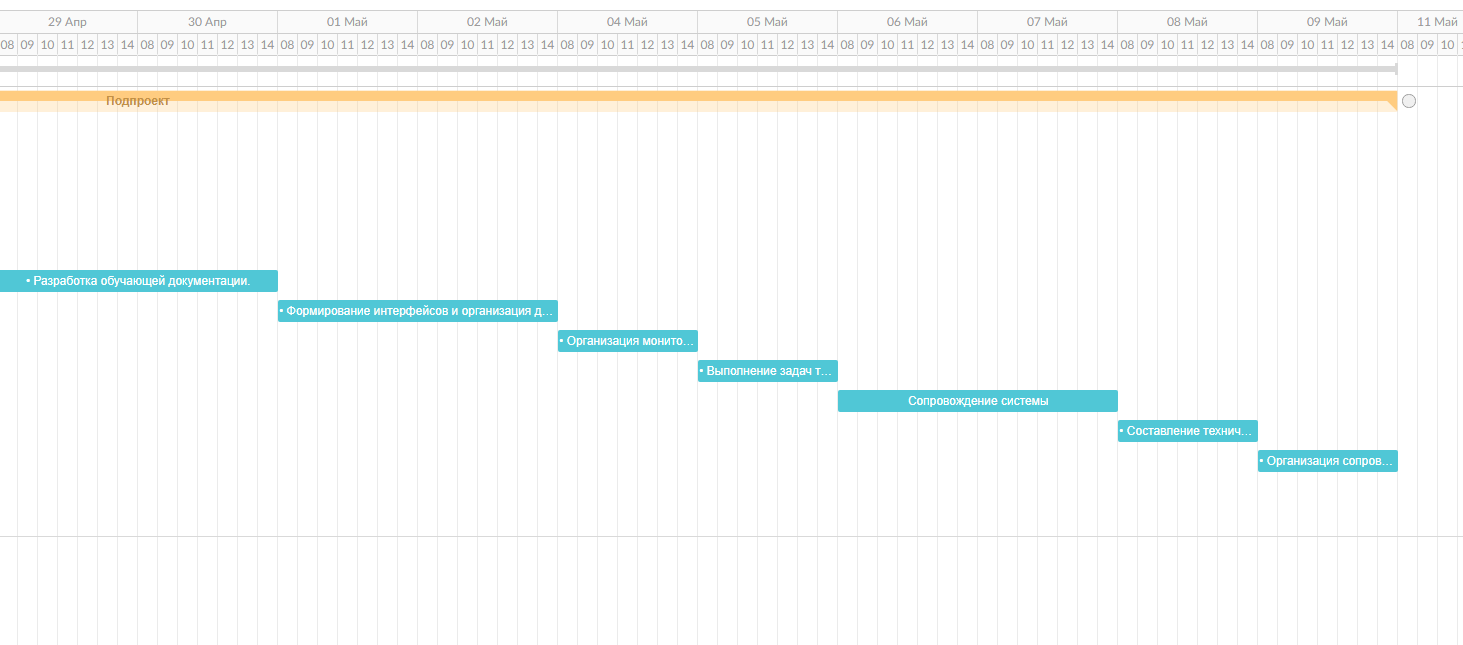 29 Апр 30 Апр 01 Май 02 Май 04 Май 05 Май 06 Май 07 Май 08 Май 09 Май 11 Май
08 09 10 11 12 13 14 08 09 10 11 12 13 14 08 09 10 11 12 13 14 08 09 10 11 12 13 14 08 09 10 11 12 13 14 08 09 10 11 12 13 14 08 09 10 11 12 13 14 08 09 10 11 12 13 14 08 09 10 11 12 13 14 08 09 10 11 12 13 14 08 09 10
Подпроект
• Разработка обучающей документации.
• Формирование интерфейсов и организация д...
• Организация монито...
• Выполнение задач т...
Сопровождение системы
• Составление технич...
• Организация сопров...